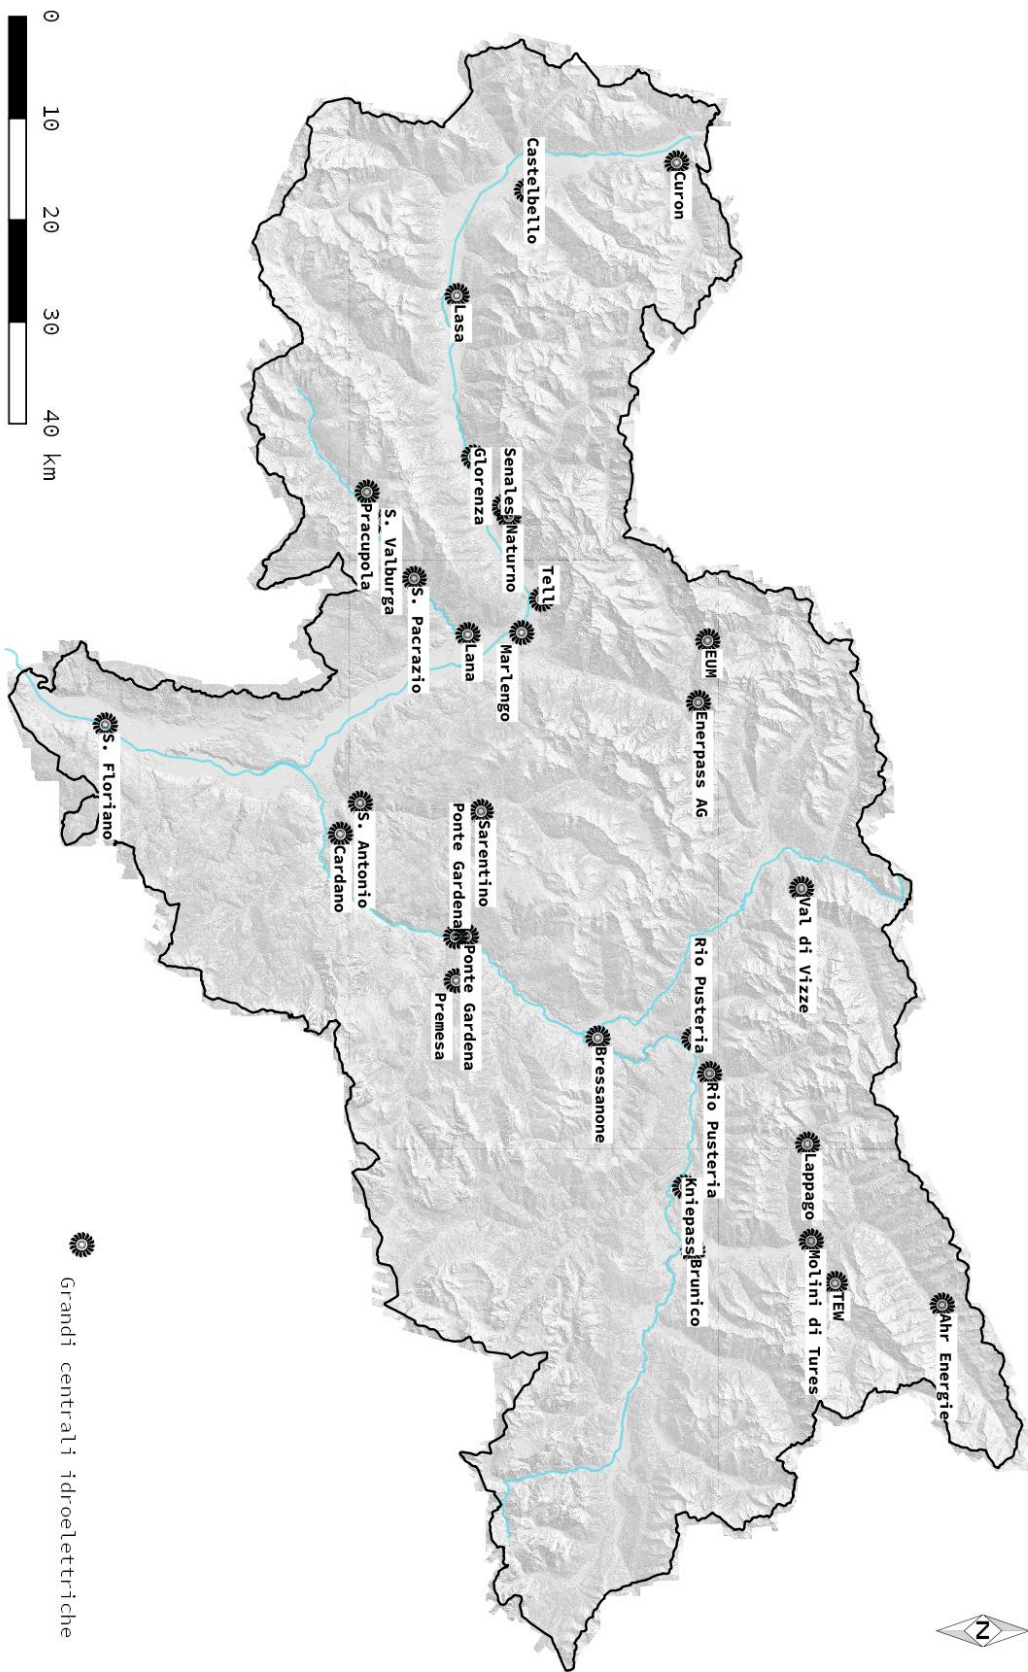 N
Ahr Energie
TEW
Molini di Tures
Lappago
Val di Vizze
EUM
Rio Pusteria
Enerpass AG
Rio Pusteria
Brunico
Kniepass
Curon
Bressanone
Tell
Castelbello
Marlengo
Naturno
Senales
Sarentino
Glorenza
Lana
Ponte Gardena
Ponte Gardena
Lasa
Premesa
S. Pacrazio
S. Valburga
Pracupola
S. Antonio
Cardano
S. Floriano
Grandi centrali idroelettriche
0 10 20 30 40 km